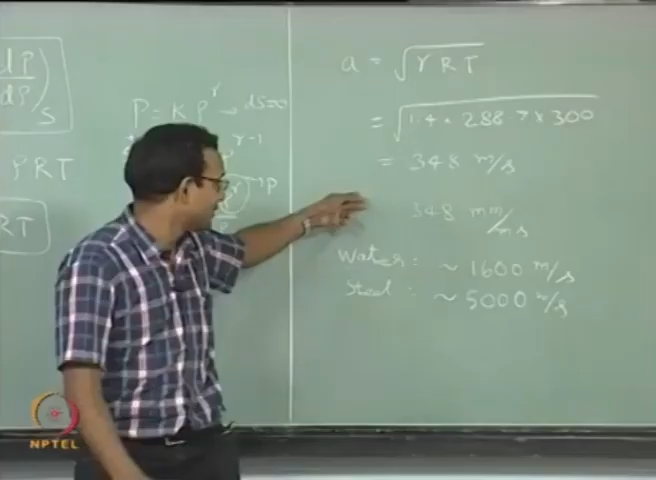 dP
dρ
S
ρRT
RT
P = Kρ^γ → ds=0
γ-1
P
a = √γRT
= √1.4 × 288.7 × 300
= 348 m/s
348 mm/ms
Water : ~ 1600 m/s
Steel : ~ 5000 m/s
NPTEL